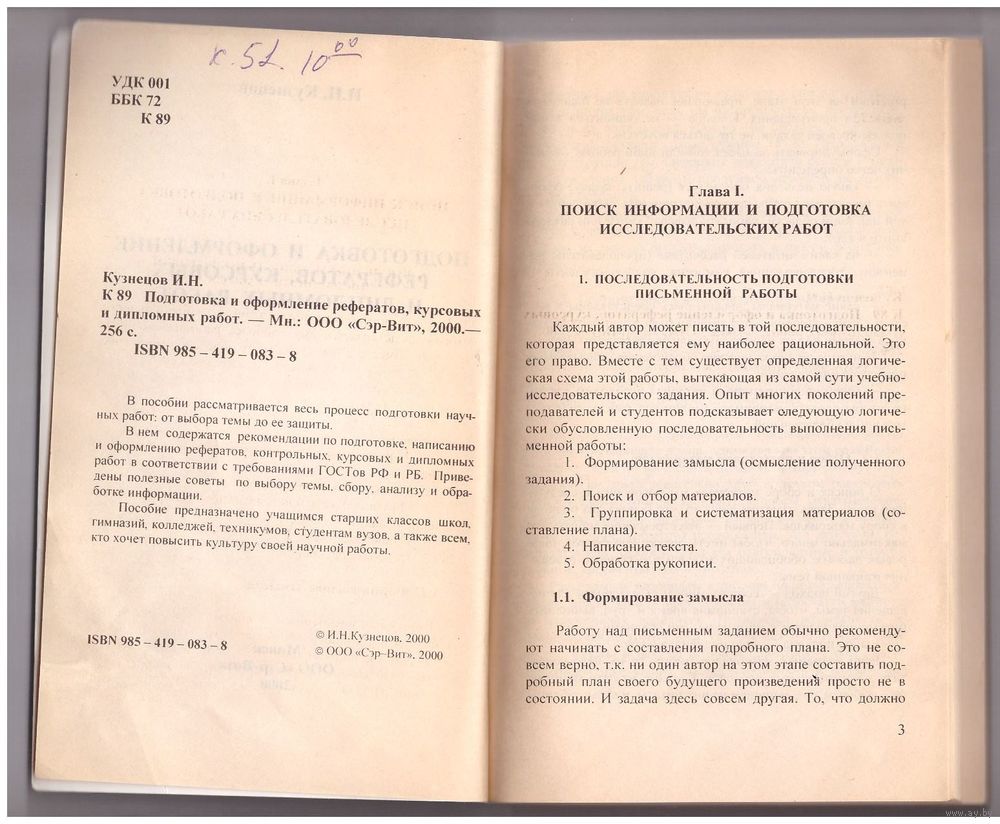 к. 51. 10 00
УДК 001
ББК 72
К 89
Кузнецов И.Н.
К 89 Подготовка и оформление рефератов, курсовых
и дипломных работ. — Мн.: ООО «Сэр-Вит», 2000.—
256 с.
ISBN 985 – 419 – 083 – 8
В пособии рассматривается весь процесс подготовки науч-
ных работ: от выбора темы до ее защиты.
В нем содержатся рекомендации по подготовке, написанию
и оформлению рефератов, контрольных, курсовых и дипломных
работ в соответствии с требованиями ГОСТов РФ и РБ. Приве-
дены полезные советы по выбору темы, сбору, анализу и обра-
ботке информации.
Пособие предназначено учащимся старших классов школ,
гимназий, колледжей, техникумов, студентам вузов, а также всем,
кто хочет повысить культуру своей научной работы.
ISBN 985 – 419 – 083 – 8
© И.Н.Кузнецов, 2000
© ООО «Сэр–Вит», 2000
Глава I.
ПОИСК ИНФОРМАЦИИ И ПОДГОТОВКА
ИССЛЕДОВАТЕЛЬСКИХ РАБОТ
1. ПОСЛЕДОВАТЕЛЬНОСТЬ ПОДГОТОВКИ
ПИСЬМЕННОЙ РАБОТЫ
Каждый автор может писать в той последовательности,
которая представляется ему наиболее рациональной. Это
его право. Вместе с тем существует определенная логиче-
ская схема этой работы, вытекающая из самой сути учебно-
исследовательского задания. Опыт многих поколений пре-
подавателей и студентов подсказывает следующую логиче-
ски обусловленную последовательность выполнения пись-
менной работы:
1. Формирование замысла (осмысление полученного
задания).
2. Поиск и отбор материалов.
3. Группировка и систематизация материалов (со-
ставление плана).
4. Написание текста.
5. Обработка рукописи.
1.1. Формирование замысла
Работу над письменным заданием обычно рекоменду-
ют начинать с составления подробного плана. Это не со-
всем верно, т.к. ни один автор на этом этапе составить под-
робный план своего будущего произведения просто не в
состоянии. И задача здесь совсем другая. То, что должно
3
www.ay.by